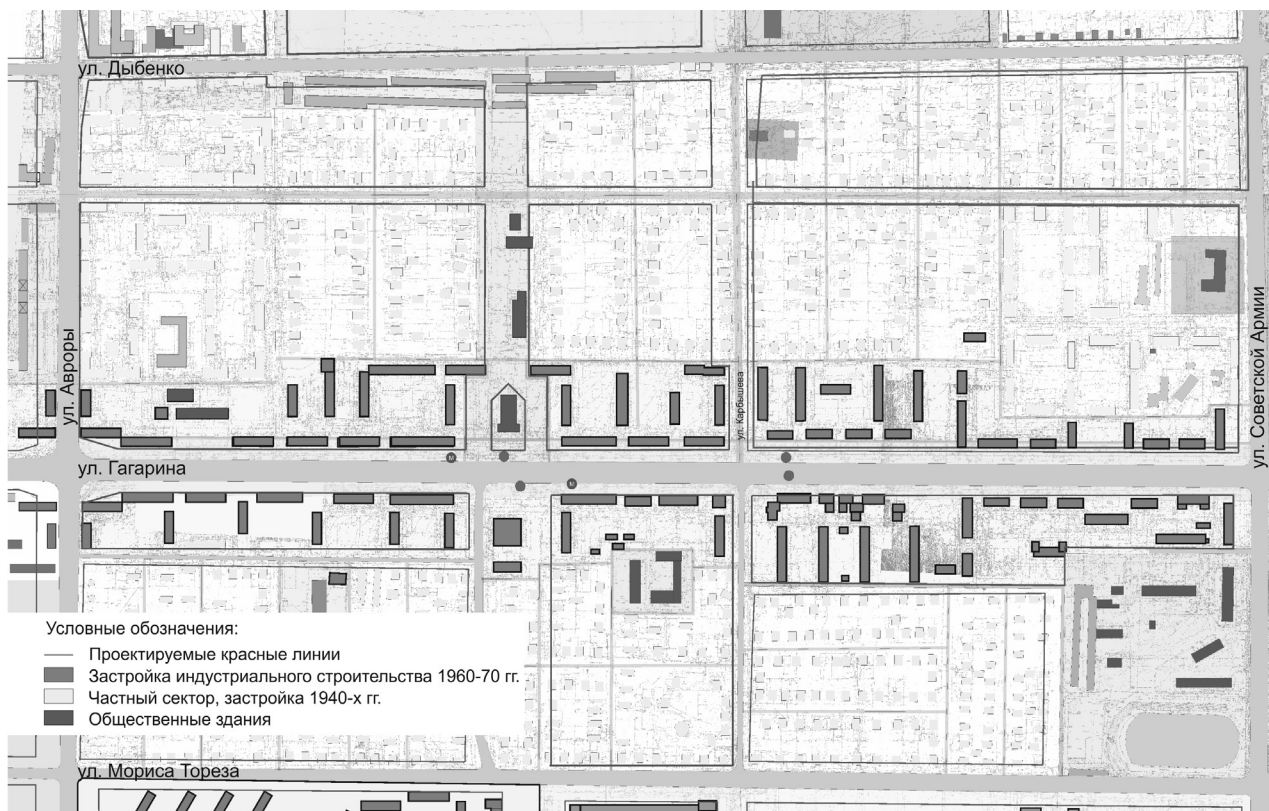 ул. Дыбенко
ул. Авроры
ул. Карбышева
ул. Советской Армии
ул. Гагарина
М
М
Условные обозначения:
Проектируемые красные линии
Застройка индустриального строительства 1960-70 гг.
Частный сектор, застройка 1940-х гг.
Общественные здания
ул. Мориса Тореза